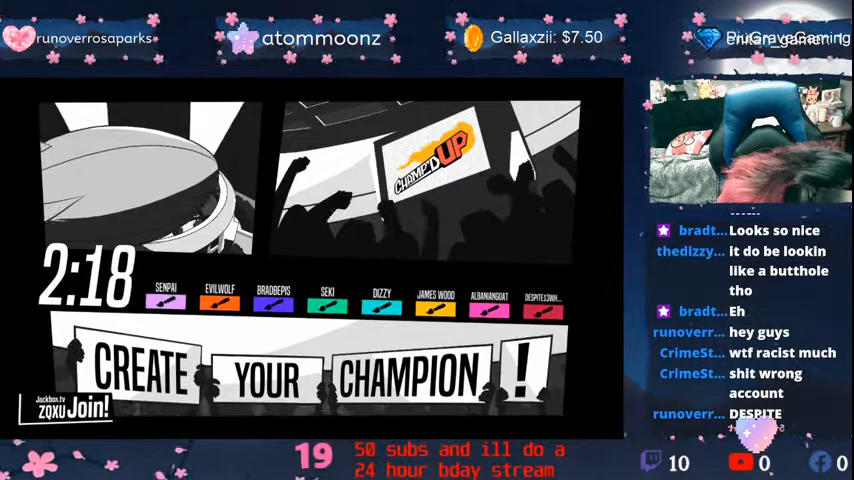 runoverrosaparks
atommoonz
Gallaxzii: $7.50
PiuGraveGaming
CHAMP'D UP
2:18
SENPAI
EVILWOLF
BRADBEPIS
SEKI
DIZZY
JAMES WOOD
ALBANIANGOAT
DESPITE13WH...
CREATE
YOUR
CHAMPION
!
Jackbox.tv
ZQXU Join!
bradt... Looks so nice
thedizzy... it do be lookin
like a butthole
tho
bradt... Eh
runoverr... hey guys
CrimeSt... wtf racist much
CrimeSt... shit wrong
account
runoverr... DESPITE
19
50 subs and ill do a
24 hour bday stream
10
0
0